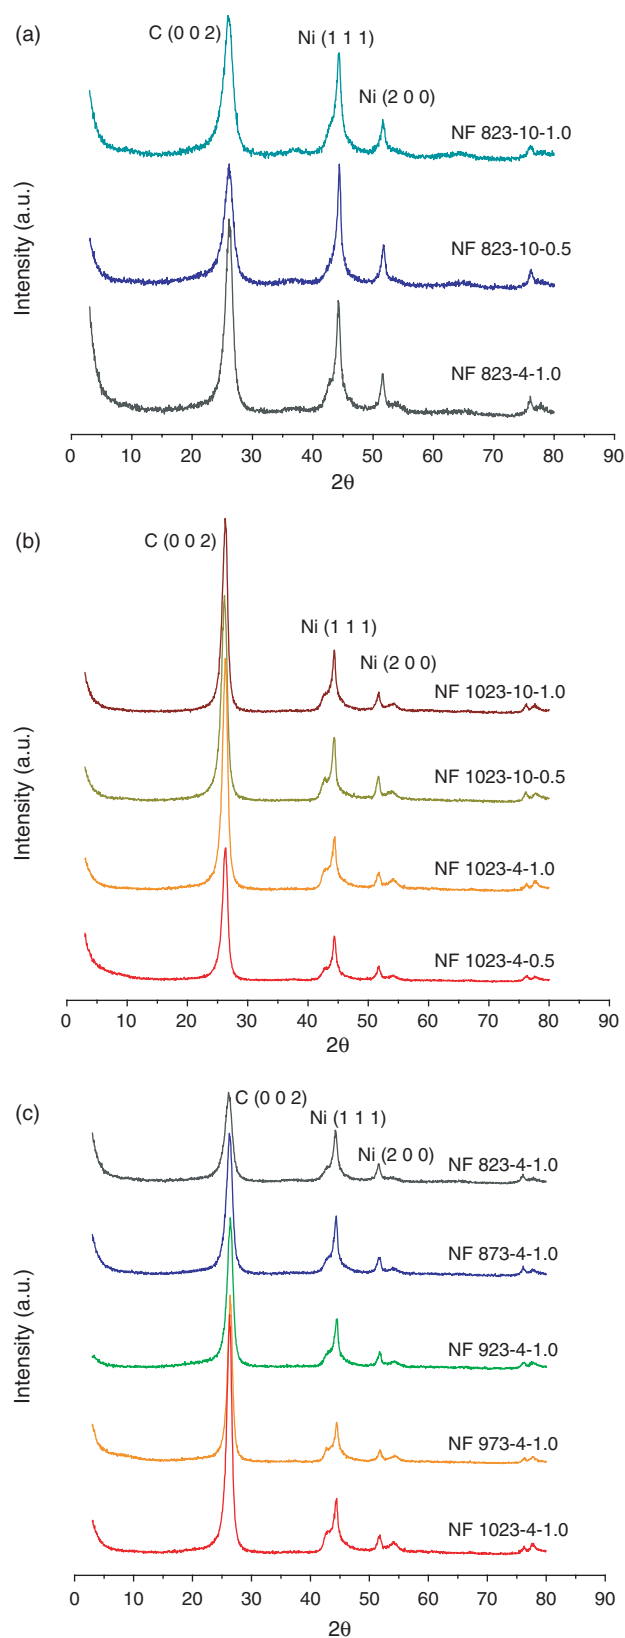 (a)
C (0 0 2)
Ni (1 1 1)
Ni (2 0 0)
NF 823-10-1.0
NF 823-10-0.5
NF 823-4-1.0
Intensity (a.u.)
0 10 20 30 40 50 60 70 80 90
2θ
(b)
C (0 0 2)
Ni (1 1 1)
Ni (2 0 0)
NF 1023-10-1.0
NF 1023-10-0.5
NF 1023-4-1.0
NF 1023-4-0.5
Intensity (a.u.)
0 10 20 30 40 50 60 70 80 90
2θ
(c)
C (0 0 2)
Ni (1 1 1)
Ni (2 0 0)
NF 823-4-1.0
NF 873-4-1.0
NF 923-4-1.0
NF 973-4-1.0
NF 1023-4-1.0
Intensity (a.u.)
0 10 20 30 40 50 60 70 80 90
2θ